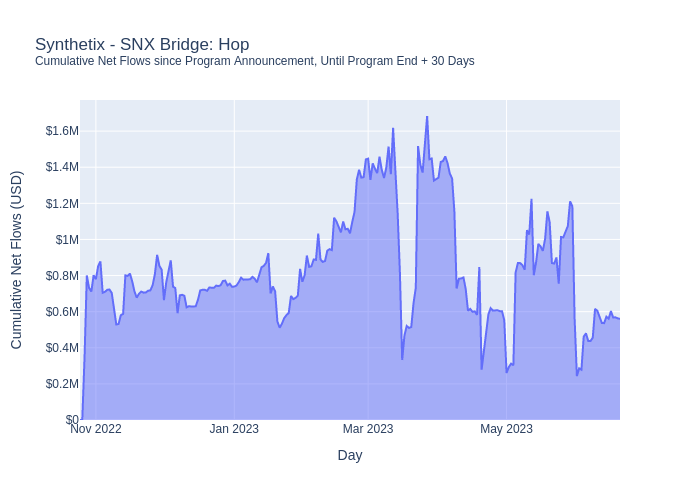 Synthetix - SNX Bridge: Hop
Cumulative Net Flows since Program Announcement, Until Program End + 30 Days
Cumulative Net Flows (USD)
$1.6M
$1.4M
$1.2M
$1M
$0.8M
$0.6M
$0.4M
$0.2M
$0
Nov 2022 Jan 2023 Mar 2023 May 2023
Day